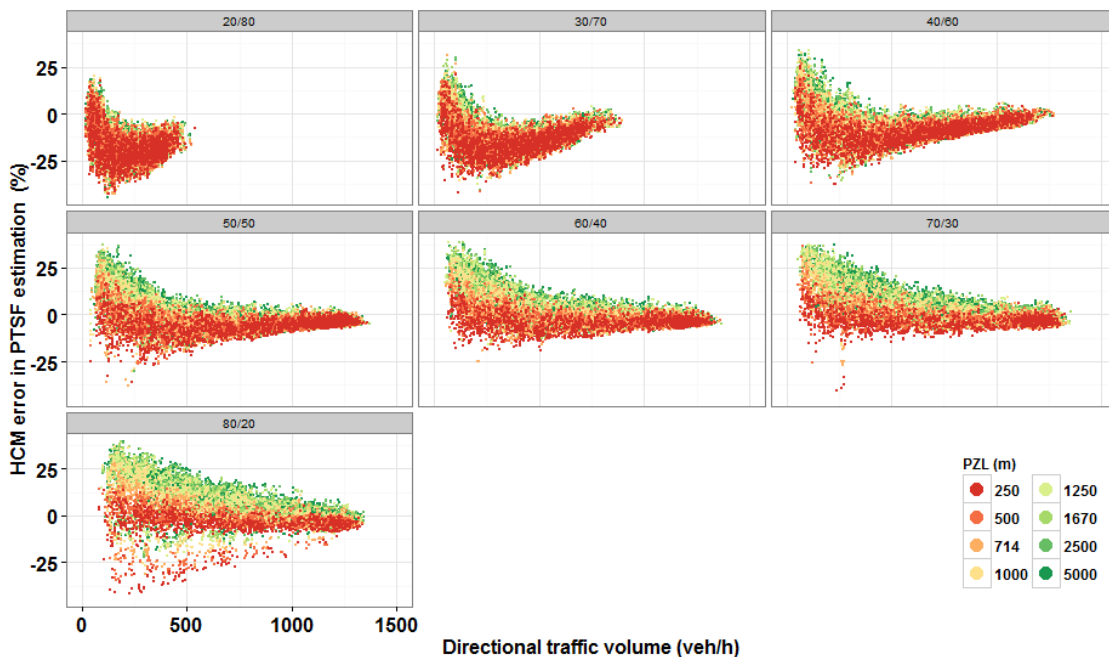 20/80 30/70 40/60
25
0
-25
50/50 60/40 70/30
25
0
-25
80/20
25
0
-25
HCM error in PTSF estimation (%)
PZL (m)
250 1250
500 1670
714 2500
1000 5000
0 500 1000 1500
Directional traffic volume (veh/h)